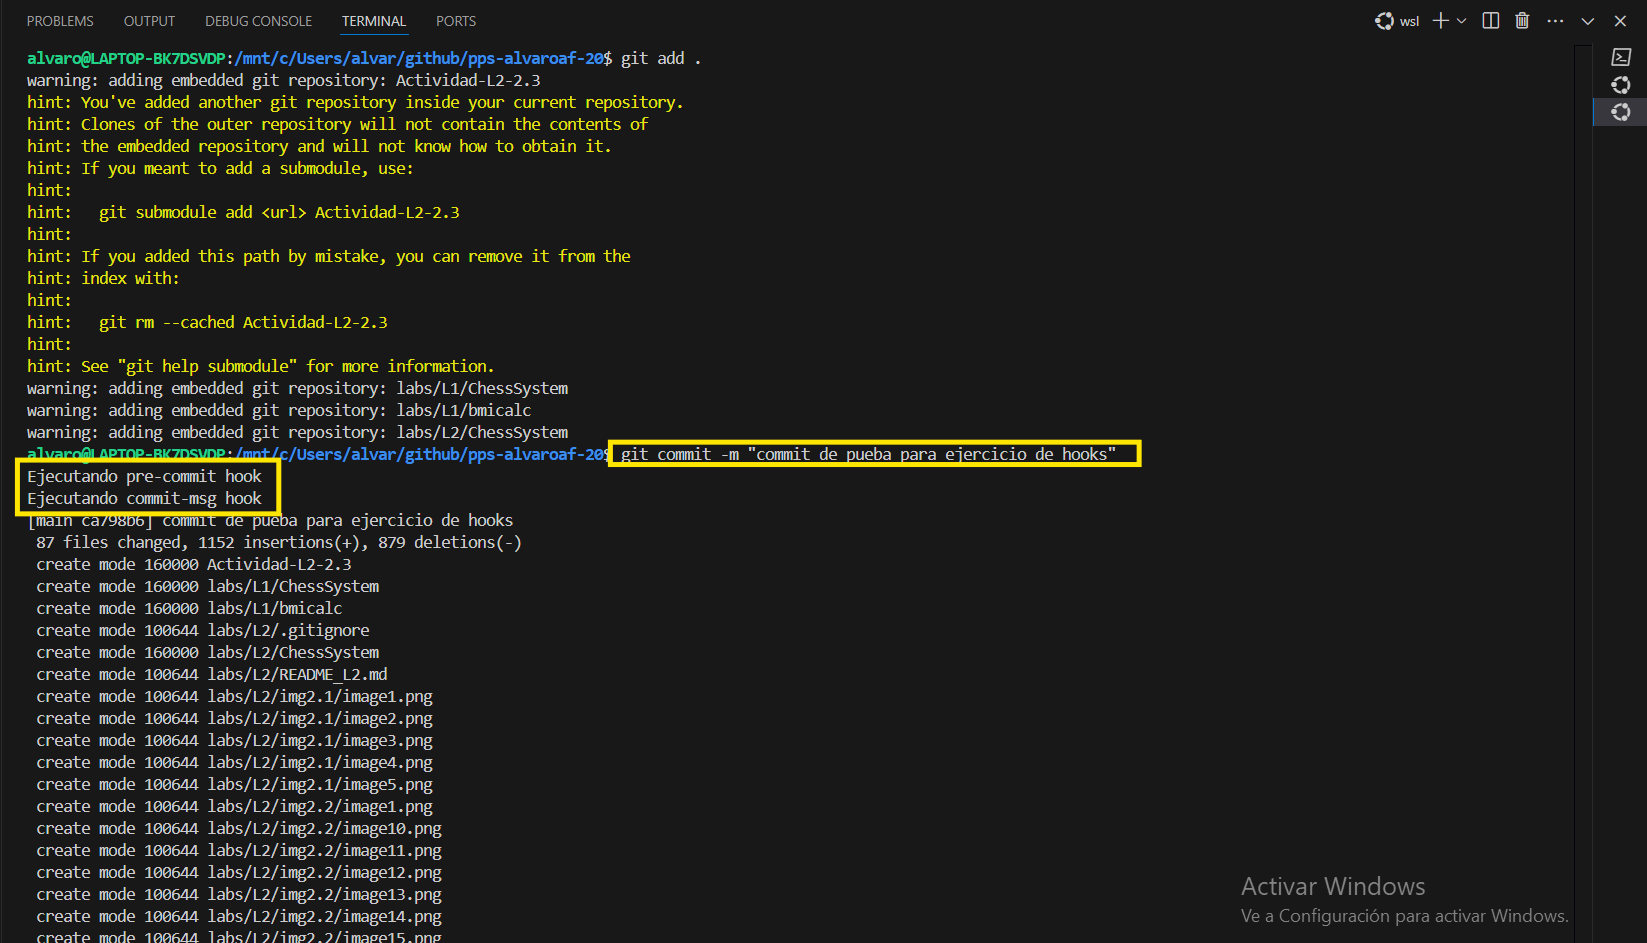 PROBLEMS OUTPUT DEBUG CONSOLE TERMINAL PORTS
wsl
alvaro@LAPTOP-BK7DSVDP:/mnt/c/Users/alvar/github/pps-alvaroaf-20$ git add .
warning: adding embedded git repository: Actividad-L2-2.3
hint: You've added another git repository inside your current repository.
hint: Clones of the outer repository will not contain the contents of
hint: the embedded repository and will not know how to obtain it.
hint: If you meant to add a submodule, use:
hint:
hint:   git submodule add <url> Actividad-L2-2.3
hint:
hint: If you added this path by mistake, you can remove it from the
hint: index with:
hint:
hint:   git rm --cached Actividad-L2-2.3
hint:
hint: See "git help submodule" for more information.
warning: adding embedded git repository: labs/L1/ChessSystem
warning: adding embedded git repository: labs/L1/bmicalc
warning: adding embedded git repository: labs/L2/ChessSystem
alvaro@LAPTOP-BK7DSVDP:/mnt/c/Users/alvar/github/pps-alvaroaf-20$ git commit -m "commit de pueba para ejercicio de hooks"
Ejecutando pre-commit hook
Ejecutando commit-msg hook
[main ca798b6] commit de pueba para ejercicio de hooks
 87 files changed, 1152 insertions(+), 879 deletions(-)
 create mode 160000 Actividad-L2-2.3
 create mode 160000 labs/L1/ChessSystem
 create mode 160000 labs/L1/bmicalc
 create mode 100644 labs/L2/.gitignore
 create mode 160000 labs/L2/ChessSystem
 create mode 100644 labs/L2/README_L2.md
 create mode 100644 labs/L2/img2.1/image1.png
 create mode 100644 labs/L2/img2.1/image2.png
 create mode 100644 labs/L2/img2.1/image3.png
 create mode 100644 labs/L2/img2.1/image4.png
 create mode 100644 labs/L2/img2.1/image5.png
 create mode 100644 labs/L2/img2.2/image1.png
 create mode 100644 labs/L2/img2.2/image10.png
 create mode 100644 labs/L2/img2.2/image11.png
 create mode 100644 labs/L2/img2.2/image12.png
 create mode 100644 labs/L2/img2.2/image13.png
 create mode 100644 labs/L2/img2.2/image14.png
 create mode 100644 labs/L2/img2.2/image15.png
Activar Windows
Ve a Configuración para activar Windows.